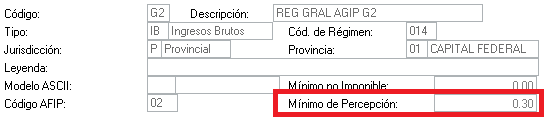 Código: G2 Descripción: REG GRAL AGIP G2
Tipo: IB Ingresos Brutos Cód. de Régimen: 014
Jurisdicción: P Provincial Provincia: 01 CAPITAL FEDERAL
Leyenda:
Modelo ASCII: Mínimo no Imponible: 0.00
Código AFIP: 02 Mínimo de Percepción: 0.30